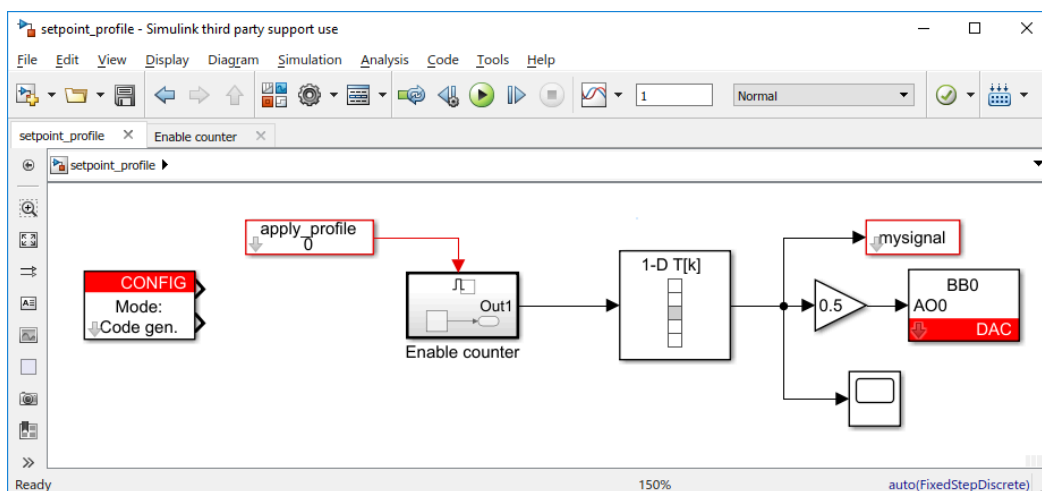 setpoint_profile - Simulink third party support use
File Edit View Display Diagram Simulation Analysis Code Tools Help
1 Normal
setpoint_profile Enable counter
setpoint_profile
apply_profile
0
CONFIG
Mode:
Code gen.
Out1
Enable counter
1-D T[k]
mysignal
0.5
BB0
AO0
DAC
Ready 150% auto(FixedStepDiscrete)